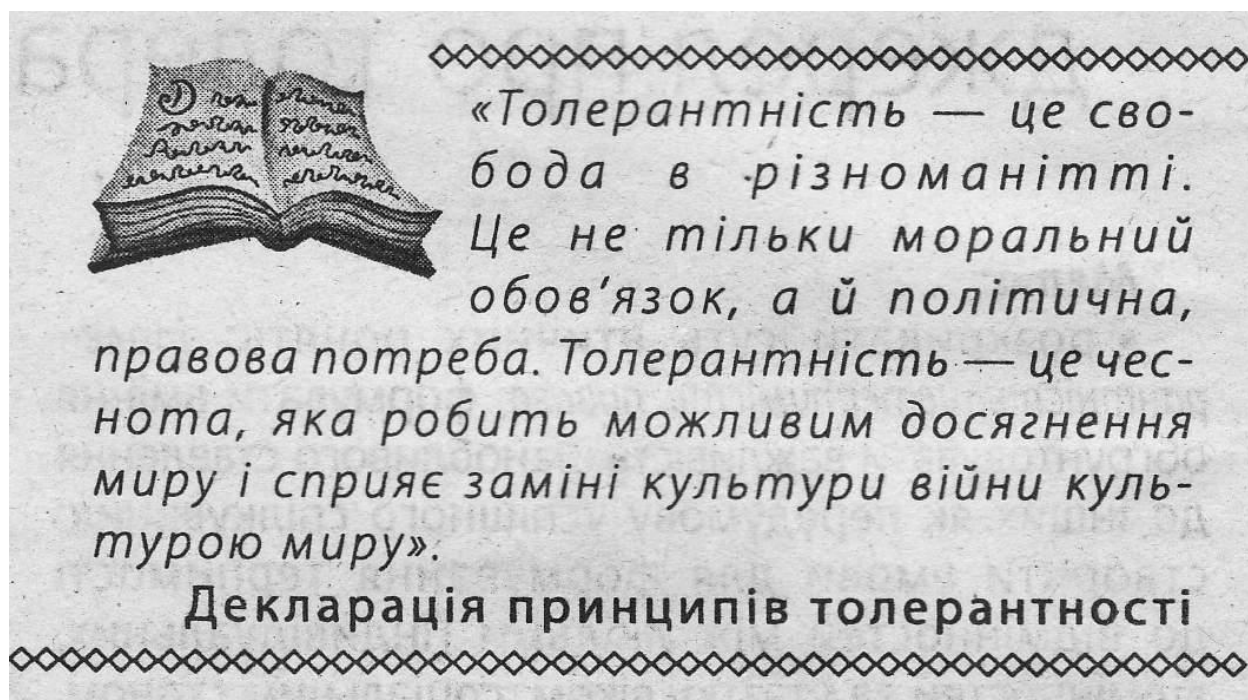 «Толерантність — це сво-
бода в різноманітті.
Це не тільки моральний
обов'язок, а й політична,
правова потреба. Толерантність — це чес-
нота, яка робить можливим досягнення
миру і сприяє заміні культури війни куль-
турою миру».
Декларація принципів толерантності